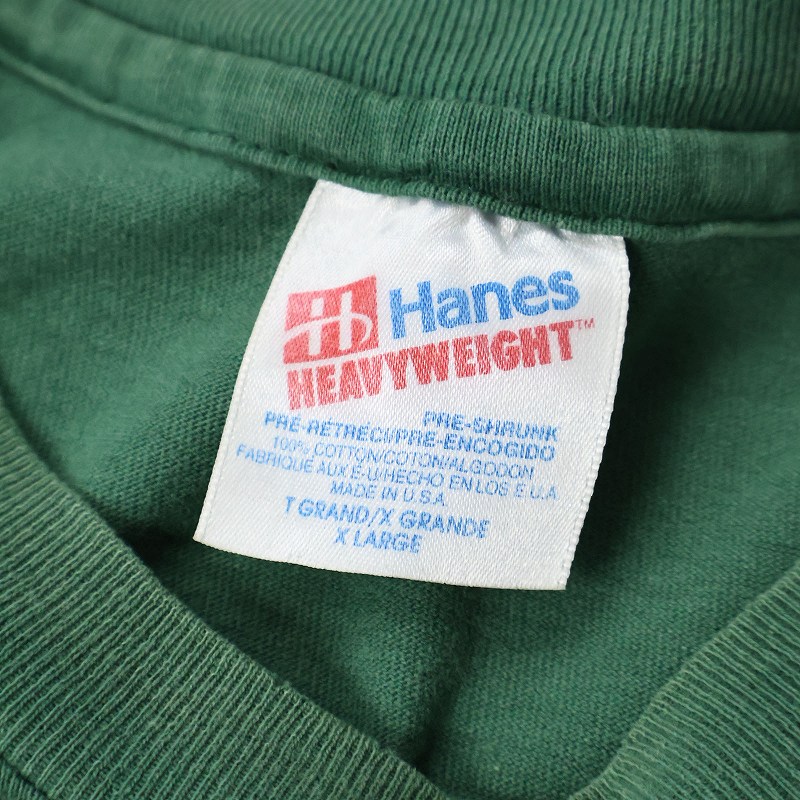 Hanes
HEAVYWEIGHT™
PRE-SHRUNK
PRÉ-RÉTRÉCI/PRE-ENCOGIDO
100% COTTON/COTON/ALGODON
FABRIQUÉ AUX É-U/HECHO EN LOS E.U.A.
MADE IN U.S.A.
T GRAND/X GRANDE
X LARGE